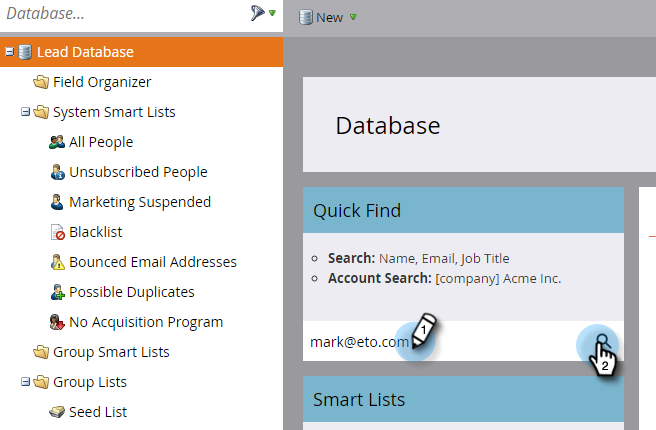 Database...
New
Lead Database
Field Organizer
System Smart Lists
All People
Unsubscribed People
Marketing Suspended
Blacklist
Bounced Email Addresses
Possible Duplicates
No Acquisition Program
Group Smart Lists
Group Lists
Seed List
Database
Quick Find
Search: Name, Email, Job Title
Account Search: [company] Acme Inc.
mark@eto.com
1
2
Smart Lists